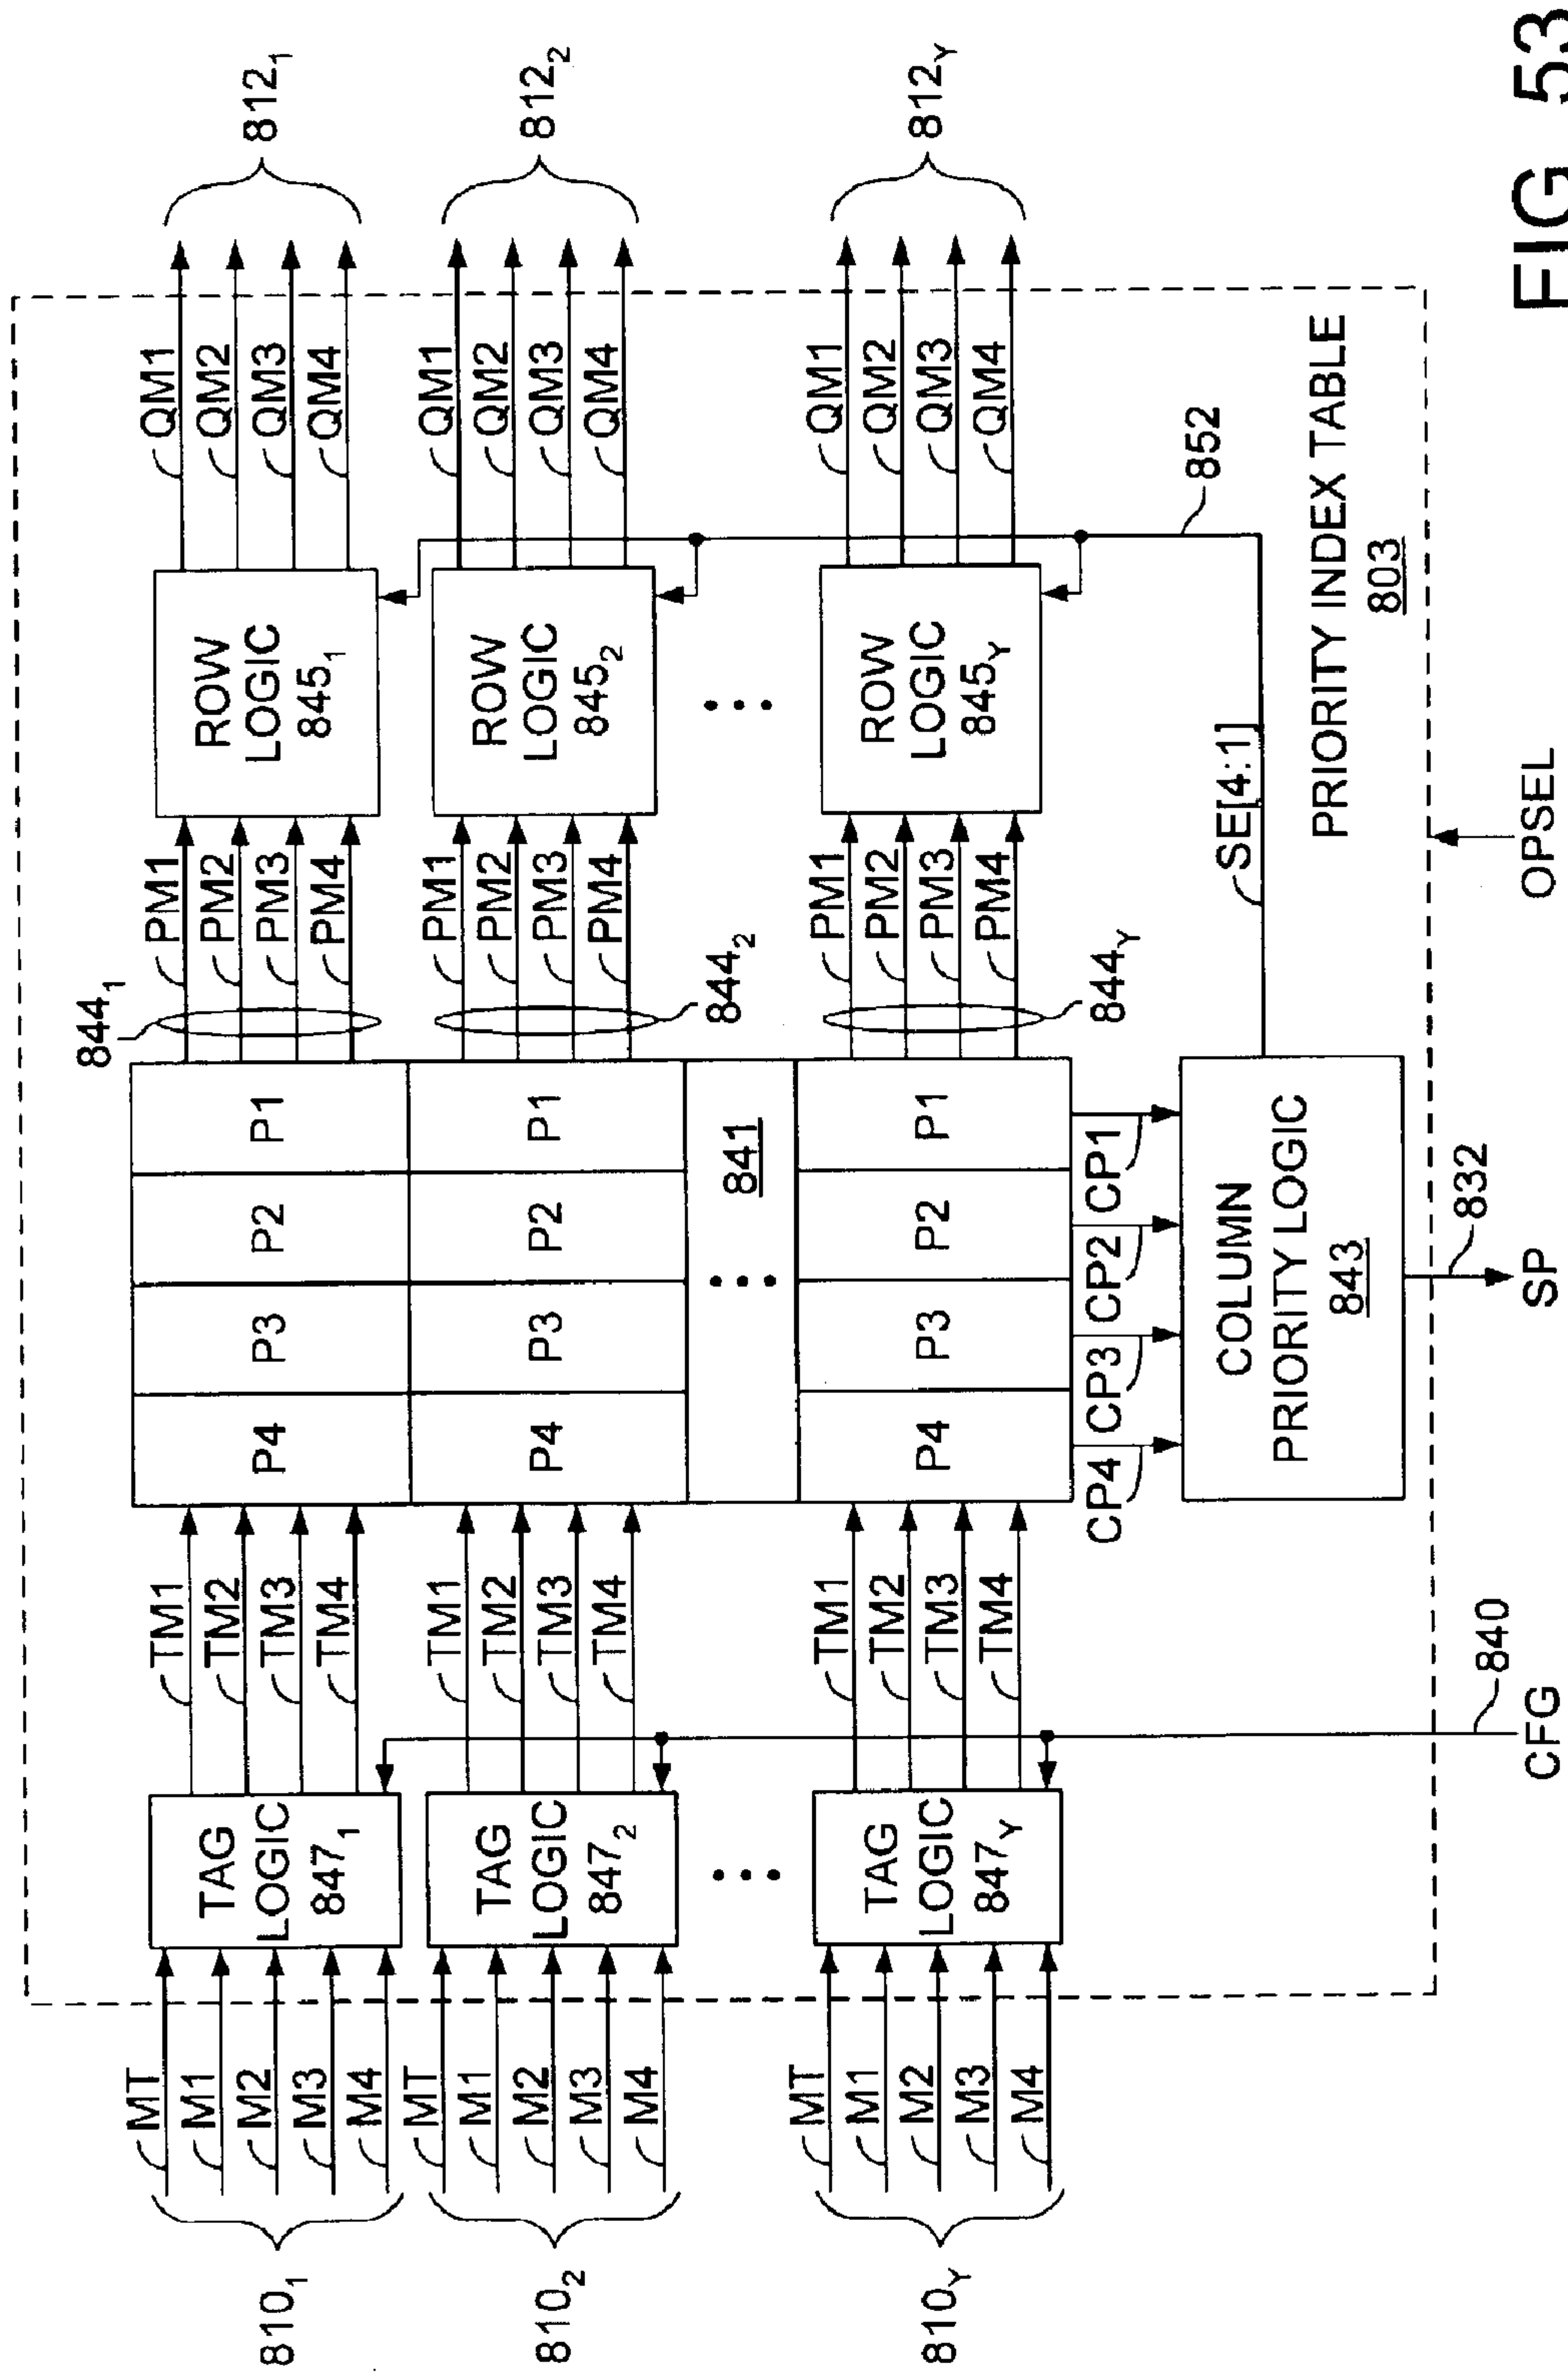 810₁
MT
M1
M2
M3
M4
TAG
LOGIC
847₁
TM1
TM2
TM3
TM4
P4
P3
P2
P1
844₁
PM1
PM2
PM3
PM4
ROW
LOGIC
845₁
QM1
QM2
QM3
QM4
812₁
810₂
MT
M1
M2
M3
M4
TAG
LOGIC
847₂
TM1
TM2
TM3
TM4
P4
P3
P2
P1
844₂
PM1
PM2
PM3
PM4
ROW
LOGIC
845₂
QM1
QM2
QM3
QM4
812₂
841
810Y
MT
M1
M2
M3
M4
TAG
LOGIC
847Y
TM1
TM2
TM3
TM4
P4
P3
P2
P1
844Y
PM1
PM2
PM3
PM4
ROW
LOGIC
845Y
QM1
QM2
QM3
QM4
812Y
CP4
CP3
CP2
CP1
COLUMN
PRIORITY LOGIC
843
SE[4:1]
852
PRIORITY INDEX TABLE
803
840
CFG
832
SP
OPSEL
FIG 53